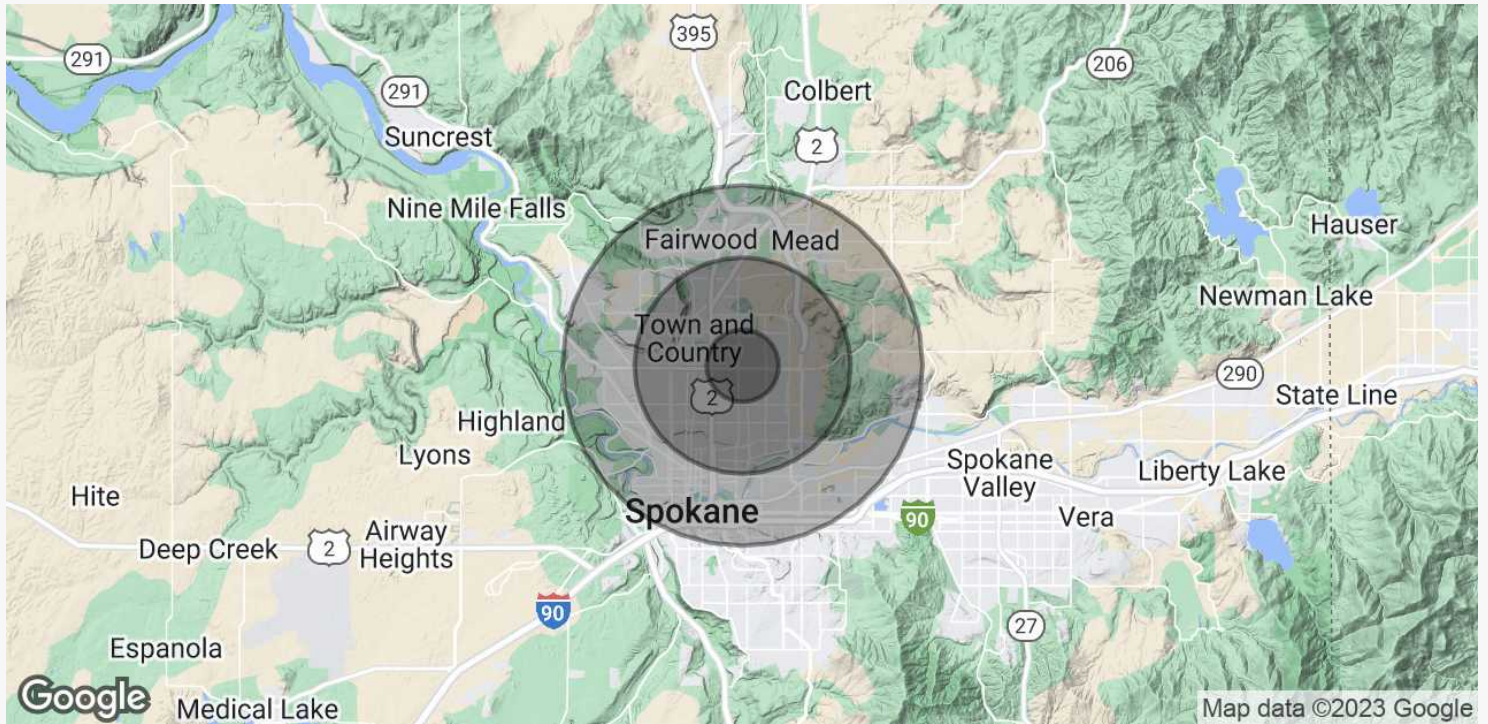 395
291
206
Colbert
291
Suncrest
2
Nine Mile Falls
Hauser
Fairwood
Mead
Newman Lake
Town and
Country
290
2
State Line
Highland
Lyons
Spokane
Valley
Liberty Lake
Hite
Spokane
90
Vera
Airway
Heights
2
Deep Creek
90
27
Espanola
Google
Medical Lake
Map data ©2023 Google